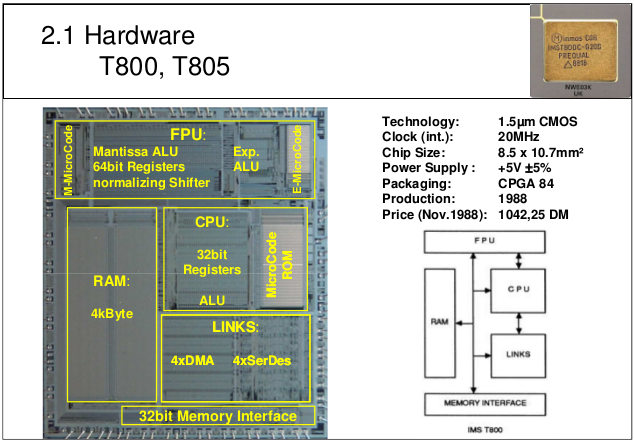 2.1 Hardware
T800, T805
inmos C011
IMST800C-G20S
PREQUAL
△8818
NWE03K
UK
M-MicroCode
FPU:
Mantissa ALU
64bit Registers
normalizing Shifter
Exp.
ALU
E-MicroCode
RAM:
4kByte
CPU:
32bit
Registers
ALU
MicroCode
ROM
LINKS:
4xDMA 4xSerDes
32bit Memory Interface
Technology: 1.5µm CMOS
Clock (int.): 20MHz
Chip Size: 8.5 x 10.7mm²
Power Supply : +5V ±5%
Packaging: CPGA 84
Production: 1988
Price (Nov.1988): 1042,25 DM
FPU
CPU
RAM
LINKS
MEMORY INTERFACE
IMS T800